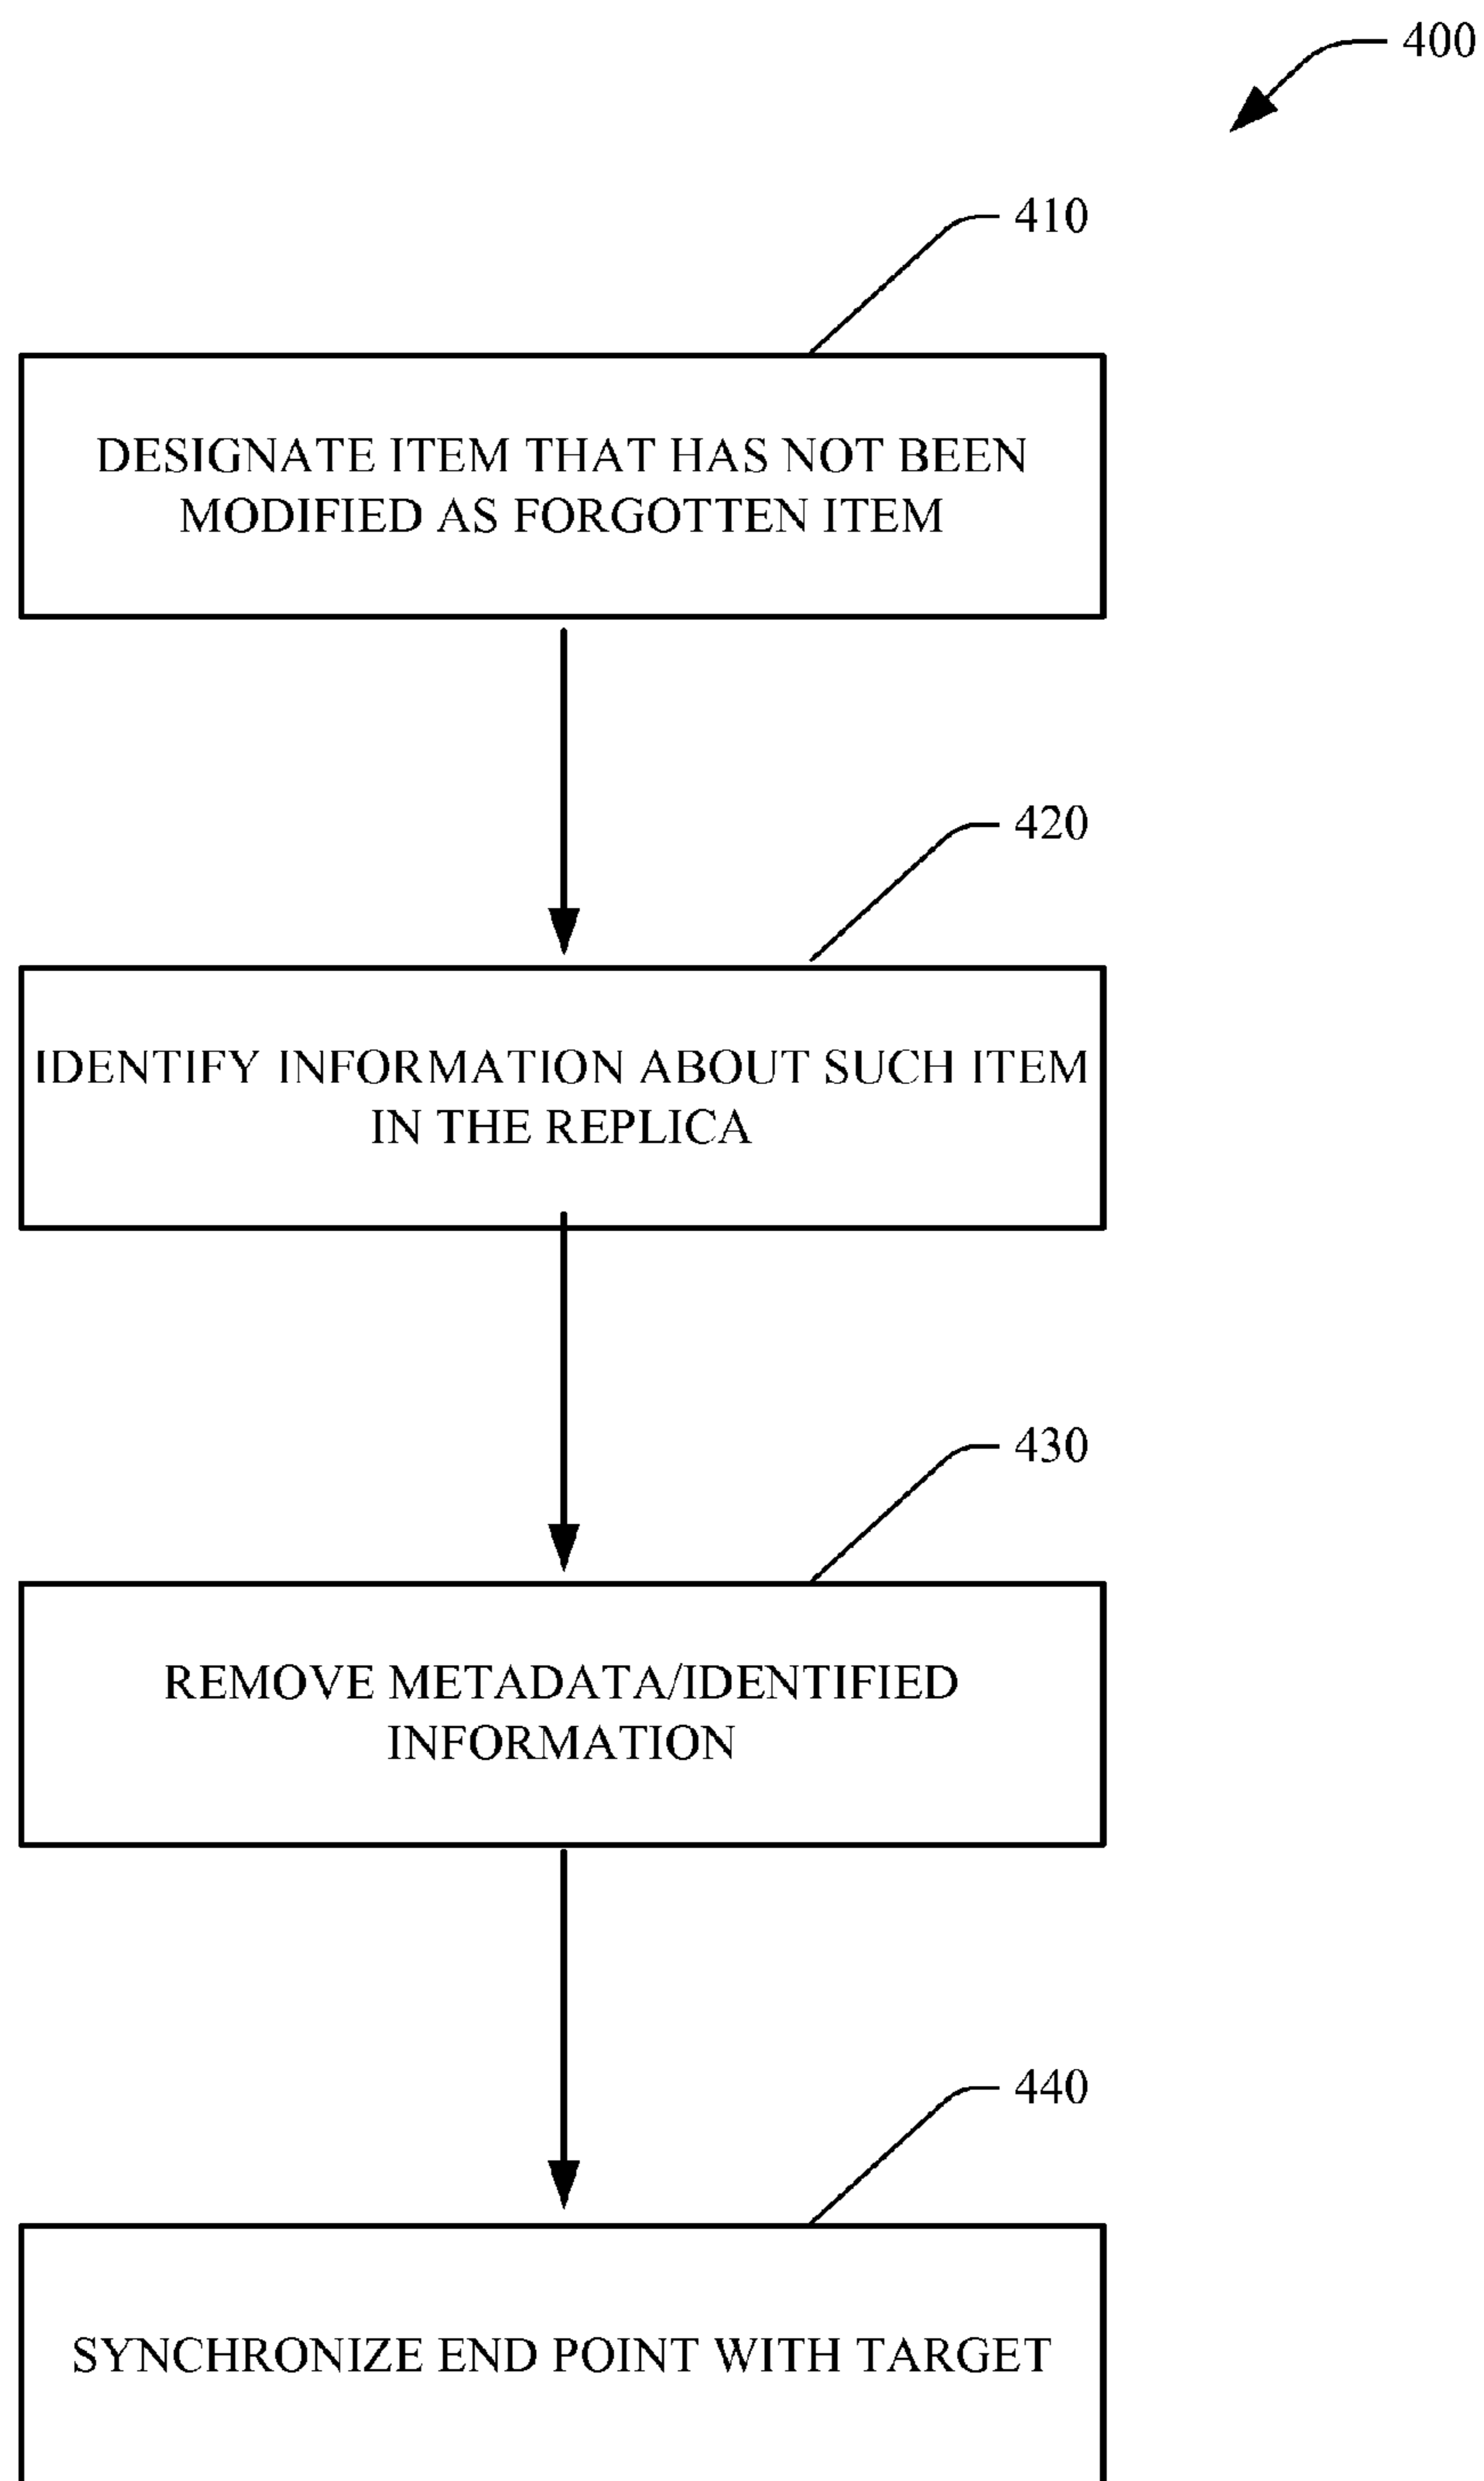 400
410
DESIGNATE ITEM THAT HAS NOT BEEN
MODIFIED AS FORGOTTEN ITEM
420
IDENTIFY INFORMATION ABOUT SUCH ITEM
IN THE REPLICA
430
REMOVE METADATA/IDENTIFIED
INFORMATION
440
SYNCHRONIZE END POINT WITH TARGET